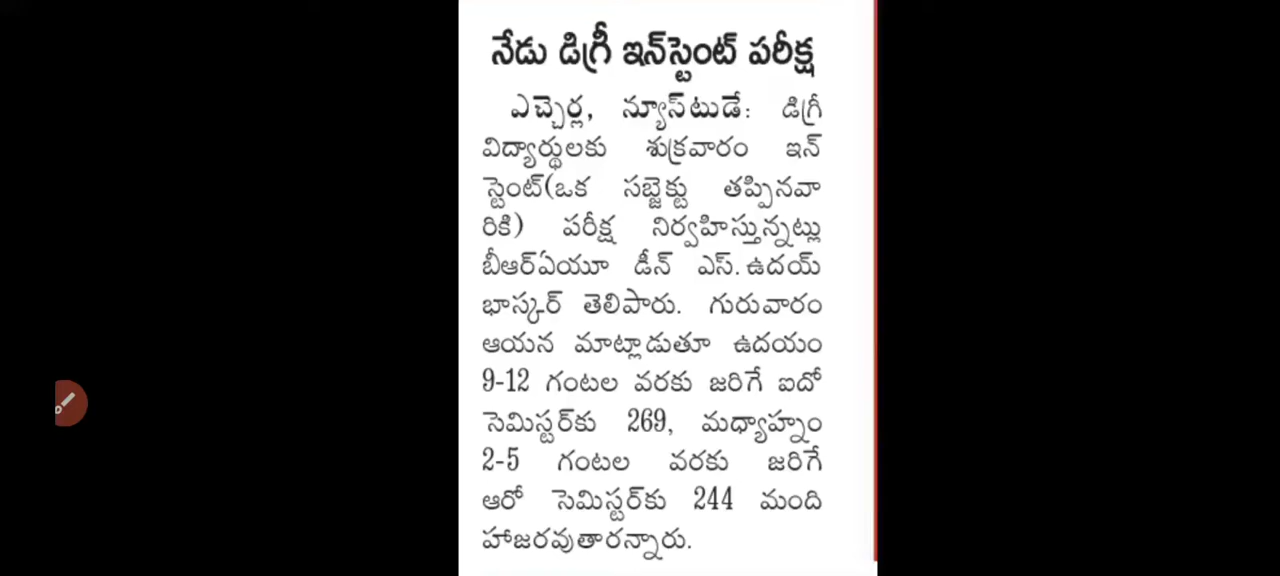 నేడు డిగ్రీ ఇన్‌స్టెంట్ పరీక్ష
ఎచ్చెర్ల, న్యూస్‌టుడే: డిగ్రీ
విద్యార్థులకు శుక్రవారం ఇన్
స్టెంట్(ఒక సబ్జెక్టు తప్పినవా
రికి) పరీక్ష నిర్వహిస్తున్నట్లు
బీఆర్ఏయూ డీన్ ఎస్.ఉదయ్
భాస్కర్ తెలిపారు. గురువారం
ఆయన మాట్లాడుతూ ఉదయం
9-12 గంటల వరకు జరిగే ఐదో
సెమిస్టర్‌కు 269, మధ్యాహ్నం
2-5 గంటల వరకు జరిగే
ఆరో సెమిస్టర్‌కు 244 మంది
హాజరవుతారన్నారు.